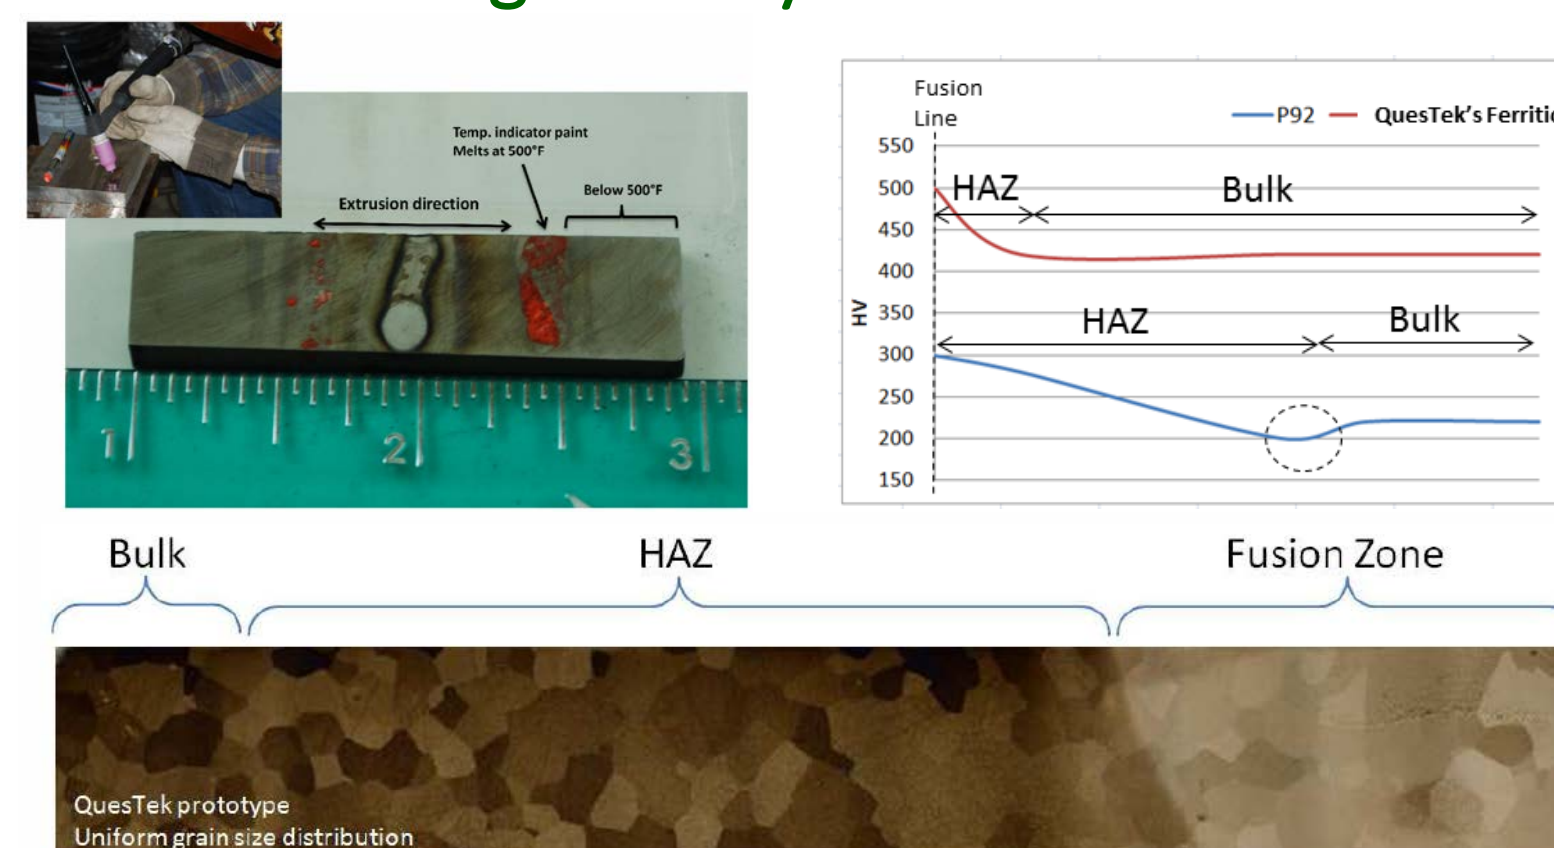 Temp. indicator paint
Melts at 500°F
Below 500°F
Extrusion direction
1
2
3
Fusion
Line
P92
QuesTek's
HV
550
500
450
400
350
300
250
200
150
HAZ
Bulk
HAZ
Bulk
Bulk
HAZ
Fusion Zone
QuesTek prototype
Uniform grain size distribution